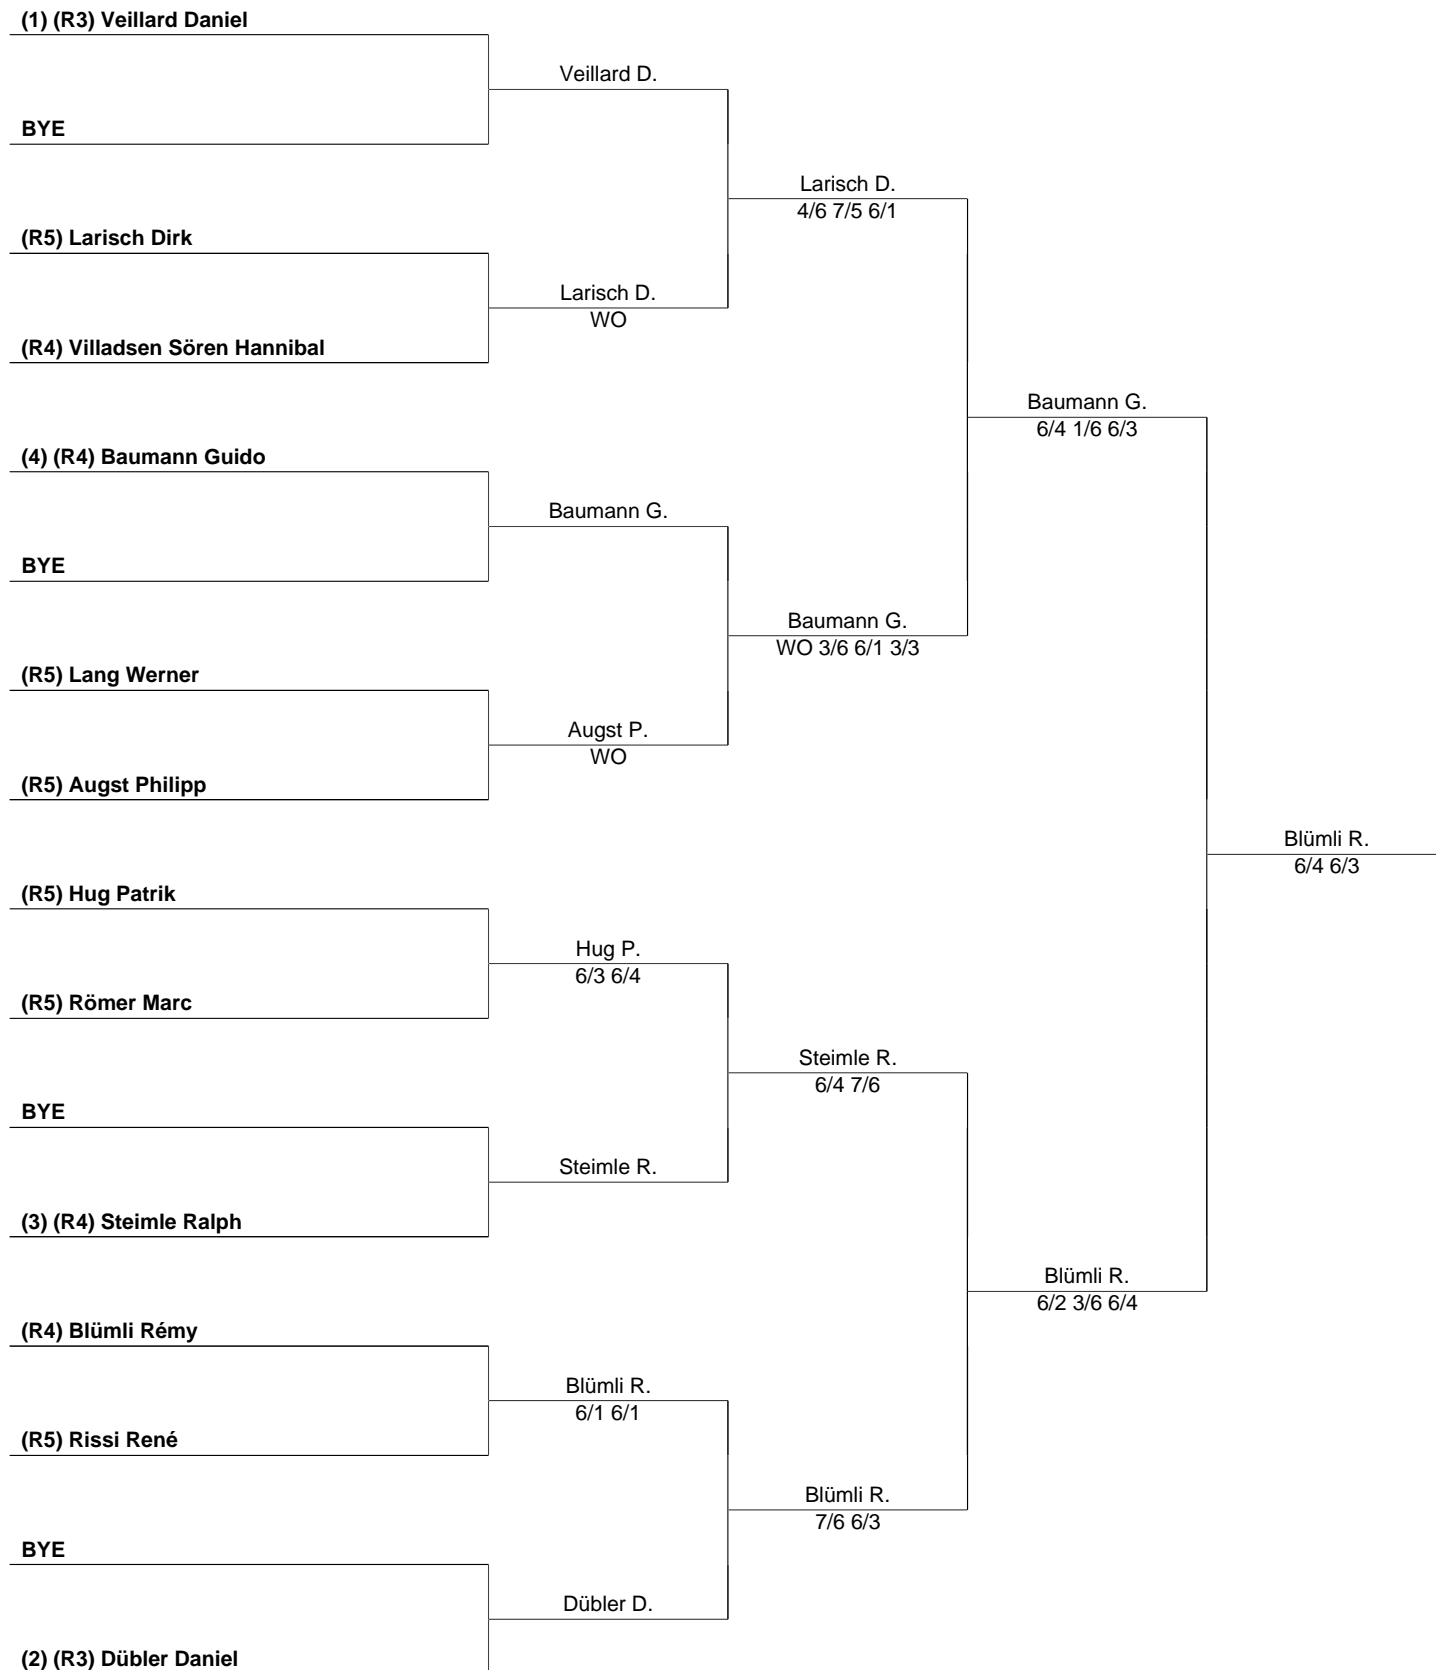 (1) (R3) Veillard Daniel
Veillard D.
BYE
Larisch D.
4/6 7/5 6/1
(R5) Larisch Dirk
Larisch D.
WO
(R4) Villadsen Sören Hannibal
Baumann G.
6/4 1/6 6/3
(4) (R4) Baumann Guido
Baumann G.
BYE
Baumann G.
WO 3/6 6/1 3/3
(R5) Lang Werner
Augst P.
WO
(R5) Augst Philipp
Blümli R.
6/4 6/3
(R5) Hug Patrik
Hug P.
6/3 6/4
(R5) Römer Marc
Steimle R.
6/4 7/6
BYE
Steimle R.
(3) (R4) Steimle Ralph
Blümli R.
6/2 3/6 6/4
(R4) Blümli Rémy
Blümli R.
6/1 6/1
(R5) Rissi René
Blümli R.
7/6 6/3
BYE
Dübler D.
(2) (R3) Dübler Daniel